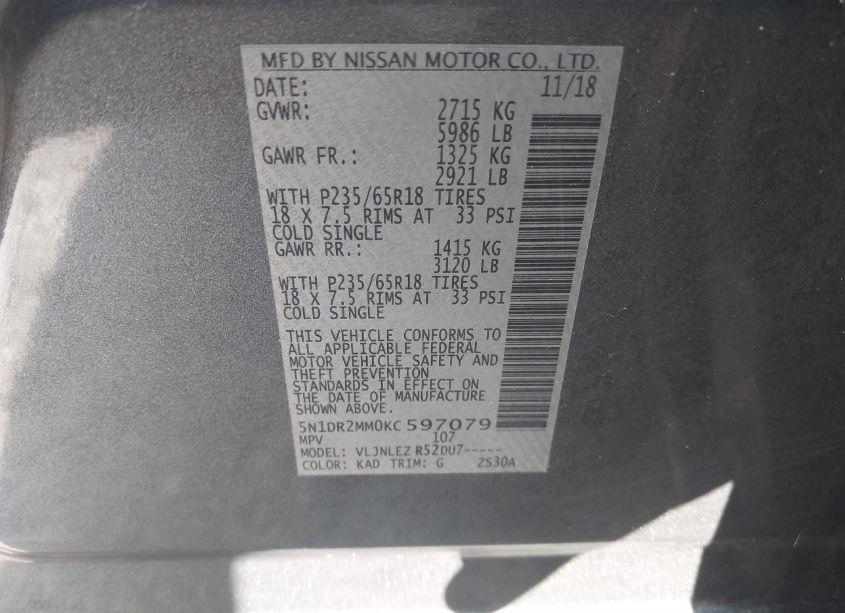 MFD BY NISSAN MOTOR CO., LTD.
DATE: 11/18
GVWR: 2715 KG
5986 LB
GAWR FR.: 1325 KG
2921 LB
WITH P235/65R18 TIRES
18 X 7.5 RIMS AT 33 PSI
COLD SINGLE
GAWR RR.: 1415 KG
3120 LB
WITH P235/65R18 TIRES
18 X 7.5 RIMS AT 33 PSI
COLD SINGLE
THIS VEHICLE CONFORMS TO
ALL APPLICABLE FEDERAL
MOTOR VEHICLE SAFETY AND
THEFT PREVENTION
STANDARDS IN EFFECT ON
THE DATE OF MANUFACTURE
SHOWN ABOVE.
5N1DR2MM0KC597079
MPV 107
MODEL: VLJNLEZ R52DU7-----
COLOR: KAD TRIM: G ZS30A